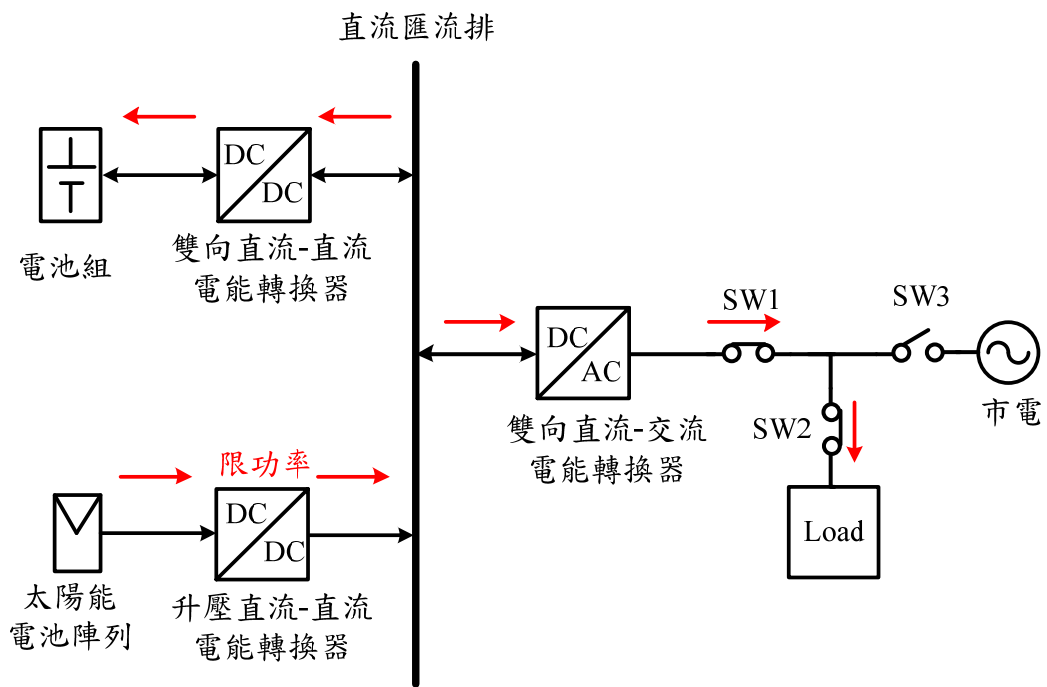 直流匯流排
DC
DC
電池組
雙向直流-直流
電能轉換器
SW1
SW3
DC
AC
市電
雙向直流-交流
電能轉換器
SW2
限功率
DC
DC
Load
太陽能
電池陣列
升壓直流-直流
電能轉換器